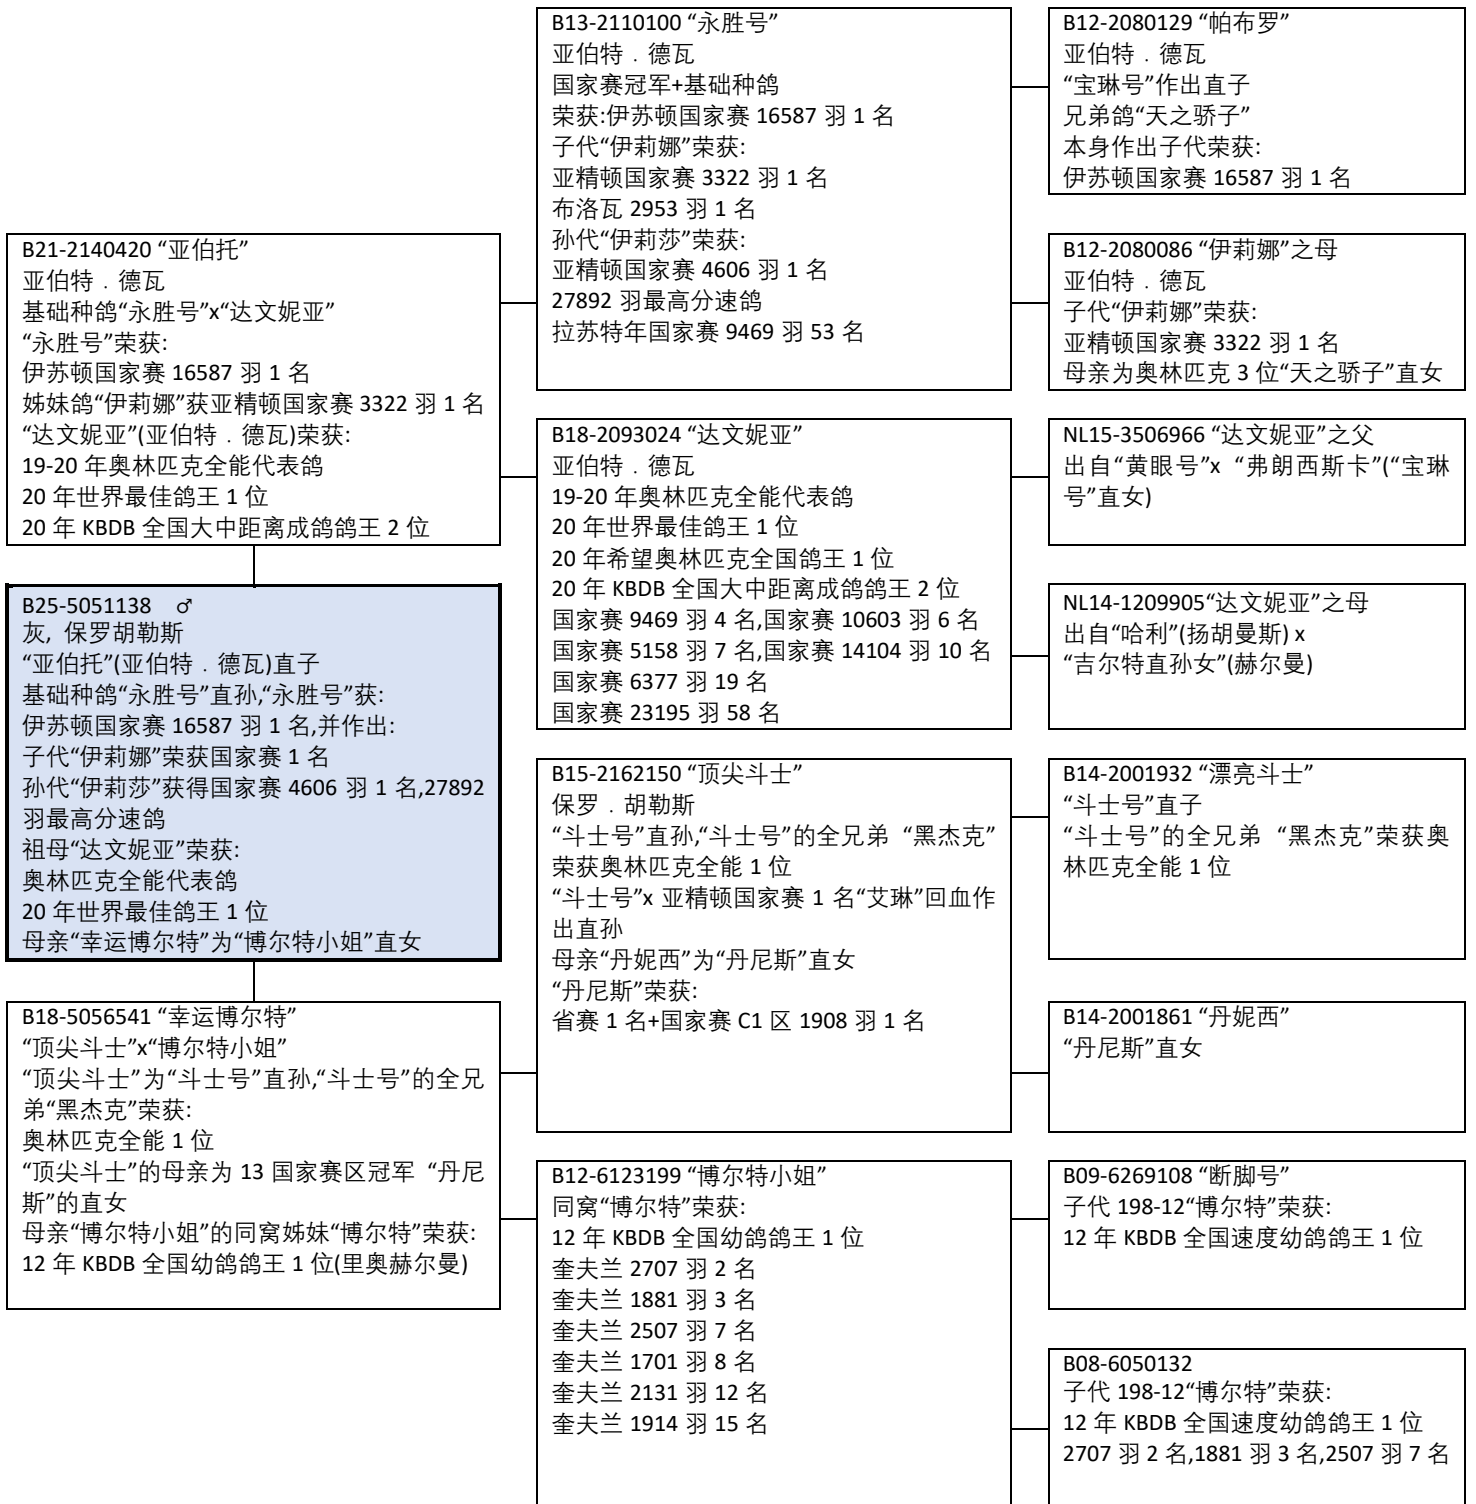 B21-2140420 “亚伯托”
亚伯特．德瓦
基础种鸽“永胜号”x“达文妮亚”
“永胜号”荣获:
伊苏顿国家赛 16587 羽 1 名
姊妹鸽“伊莉娜”获亚精顿国家赛 3322 羽 1 名
“达文妮亚”(亚伯特．德瓦)荣获:
19-20 年奥林匹克全能代表鸽
20 年世界最佳鸽王 1 位
20 年 KBDB 全国大中距离成鸽鸽王 2 位
B25-5051138 ♂
灰, 保罗胡勒斯
“亚伯托”(亚伯特．德瓦)直子
基础种鸽“永胜号”直孙,“永胜号”获:
伊苏顿国家赛 16587 羽 1 名,并作出:
子代“伊莉娜”荣获国家赛 1 名
孙代“伊莉莎”获得国家赛 4606 羽 1 名,27892
羽最高分速鸽
祖母“达文妮亚”荣获:
奥林匹克全能代表鸽
20 年世界最佳鸽王 1 位
母亲“幸运博尔特”为“博尔特小姐”直女
B18-5056541 “幸运博尔特”
“顶尖斗士”x“博尔特小姐”
“顶尖斗士”为“斗士号”直孙,“斗士号”的全兄
弟“黑杰克”荣获:
奥林匹克全能 1 位
“顶尖斗士”的母亲为 13 国家赛区冠军 “丹尼
斯”的直女
母亲“博尔特小姐”的同窝姊妹“博尔特”荣获:
12 年 KBDB 全国幼鸽鸽王 1 位(里奥赫尔曼)
B13-2110100 “永胜号”
亚伯特．德瓦
国家赛冠军+基础种鸽
荣获:伊苏顿国家赛 16587 羽 1 名
子代“伊莉娜”荣获:
亚精顿国家赛 3322 羽 1 名
布洛瓦 2953 羽 1 名
孙代“伊莉莎”荣获:
亚精顿国家赛 4606 羽 1 名
27892 羽最高分速鸽
拉苏特年国家赛 9469 羽 53 名
B18-2093024 “达文妮亚”
亚伯特．德瓦
19-20 年奥林匹克全能代表鸽
20 年世界最佳鸽王 1 位
20 年希望奥林匹克全国鸽王 1 位
20 年 KBDB 全国大中距离成鸽鸽王 2 位
国家赛 9469 羽 4 名,国家赛 10603 羽 6 名
国家赛 5158 羽 7 名,国家赛 14104 羽 10 名
国家赛 6377 羽 19 名
国家赛 23195 羽 58 名
B15-2162150 “顶尖斗士”
保罗．胡勒斯
“斗士号”直孙,“斗士号”的全兄弟 “黑杰克”
荣获奥林匹克全能 1 位
“斗士号”x 亚精顿国家赛 1 名“艾琳”回血作
出直孙
母亲“丹妮西”为“丹尼斯”直女
“丹尼斯”荣获:
省赛 1 名+国家赛 C1 区 1908 羽 1 名
B12-6123199 “博尔特小姐”
同窝“博尔特”荣获:
12 年 KBDB 全国幼鸽鸽王 1 位
奎夫兰 2707 羽 2 名
奎夫兰 1881 羽 3 名
奎夫兰 2507 羽 7 名
奎夫兰 1701 羽 8 名
奎夫兰 2131 羽 12 名
奎夫兰 1914 羽 15 名
B12-2080129 “帕布罗”
亚伯特．德瓦
“宝琳号”作出直子
兄弟鸽“天之骄子”
本身作出子代荣获:
伊苏顿国家赛 16587 羽 1 名
B12-2080086 “伊莉娜”之母
亚伯特．德瓦
子代“伊莉娜”荣获:
亚精顿国家赛 3322 羽 1 名
母亲为奥林匹克 3 位“天之骄子”直女
NL15-3506966 “达文妮亚”之父
出自“黄眼号”x “弗朗西斯卡”(“宝琳
号”直女)
NL14-1209905“达文妮亚”之母
出自“哈利”(扬胡曼斯) x
“吉尔特直孙女”(赫尔曼)
B14-2001932 “漂亮斗士”
“斗士号”直子
“斗士号”的全兄弟 “黑杰克”荣获奥
林匹克全能 1 位
B14-2001861 “丹妮西”
“丹尼斯”直女
B09-6269108 “断脚号”
子代 198-12“博尔特”荣获:
12 年 KBDB 全国速度幼鸽鸽王 1 位
B08-6050132
子代 198-12“博尔特”荣获:
12 年 KBDB 全国速度幼鸽鸽王 1 位
2707 羽 2 名,1881 羽 3 名,2507 羽 7 名